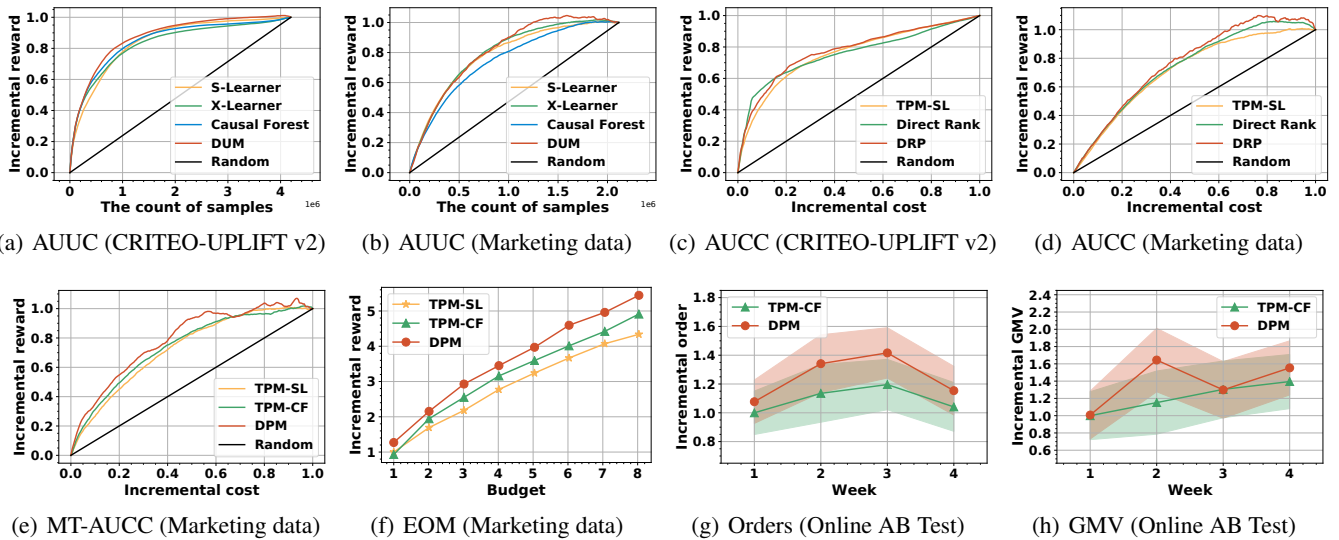 Incremental reward
1.0
0.8
0.6
0.4
0.2
0.0
S-Learner
X-Learner
Causal Forest
DUM
Random
0 1 2 3 4
The count of samples 1e6
(a) AUUC (CRITEO-UPLIFT v2)
Incremental reward
1.0
0.8
0.6
0.4
0.2
0.0
S-Learner
X-Learner
Causal Forest
DUM
Random
0.0 0.5 1.0 1.5 2.0
The count of samples 1e6
(b) AUUC (Marketing data)
Incremental reward
1.0
0.8
0.6
0.4
0.2
0.0
TPM-SL
Direct Rank
DRP
Random
0.0 0.2 0.4 0.6 0.8 1.0
Incremental cost
(c) AUCC (CRITEO-UPLIFT v2)
Incremental reward
1.0
0.8
0.6
0.4
0.2
0.0
TPM-SL
Direct Rank
DRP
Random
0.0 0.2 0.4 0.6 0.8 1.0
Incremental cost
(d) AUCC (Marketing data)
Incremental reward
1.0
0.8
0.6
0.4
0.2
0.0
TPM-SL
TPM-CF
DPM
Random
0.0 0.2 0.4 0.6 0.8 1.0
Incremental cost
(e) MT-AUCC (Marketing data)
Incremental reward
5
4
3
2
1
TPM-SL
TPM-CF
DPM
1 2 3 4 5 6 7 8
Budget
(f) EOM (Marketing data)
Incremental order
1.8
1.6
1.4
1.2
1.0
0.8
TPM-CF
DPM
1 2 3 4
Week
(g) Orders (Online AB Test)
Incremental GMV
2.4
2.2
2.0
1.8
1.6
1.4
1.2
1.0
0.8
0.6
TPM-CF
DPM
1 2 3 4
Week
(h) GMV (Online AB Test)